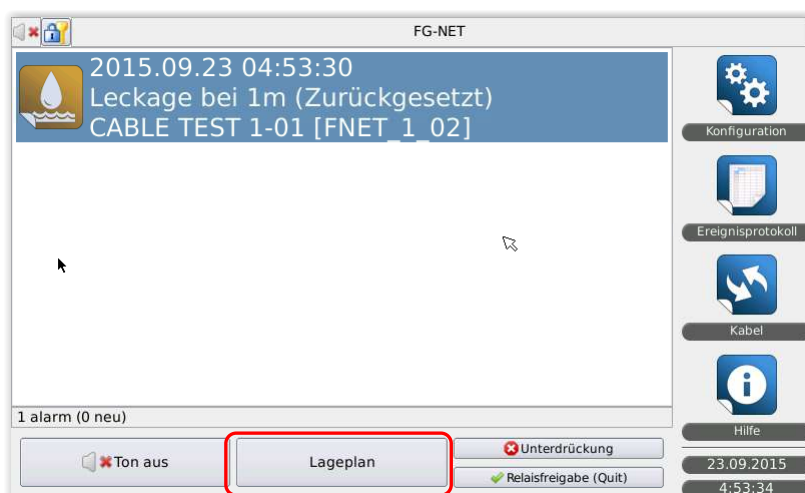 FG-NET
2015.09.23 04:53:30
Leckage bei 1m (Zurückgesetzt)
CABLE TEST 1-01 [FNET_1_02]
Konfiguration
Ereignisprotokoll
Kabel
Hilfe
1 alarm (0 neu)
Ton aus
Lageplan
Unterdrückung
Relaisfreigabe (Quit)
23.09.2015
4:53:34